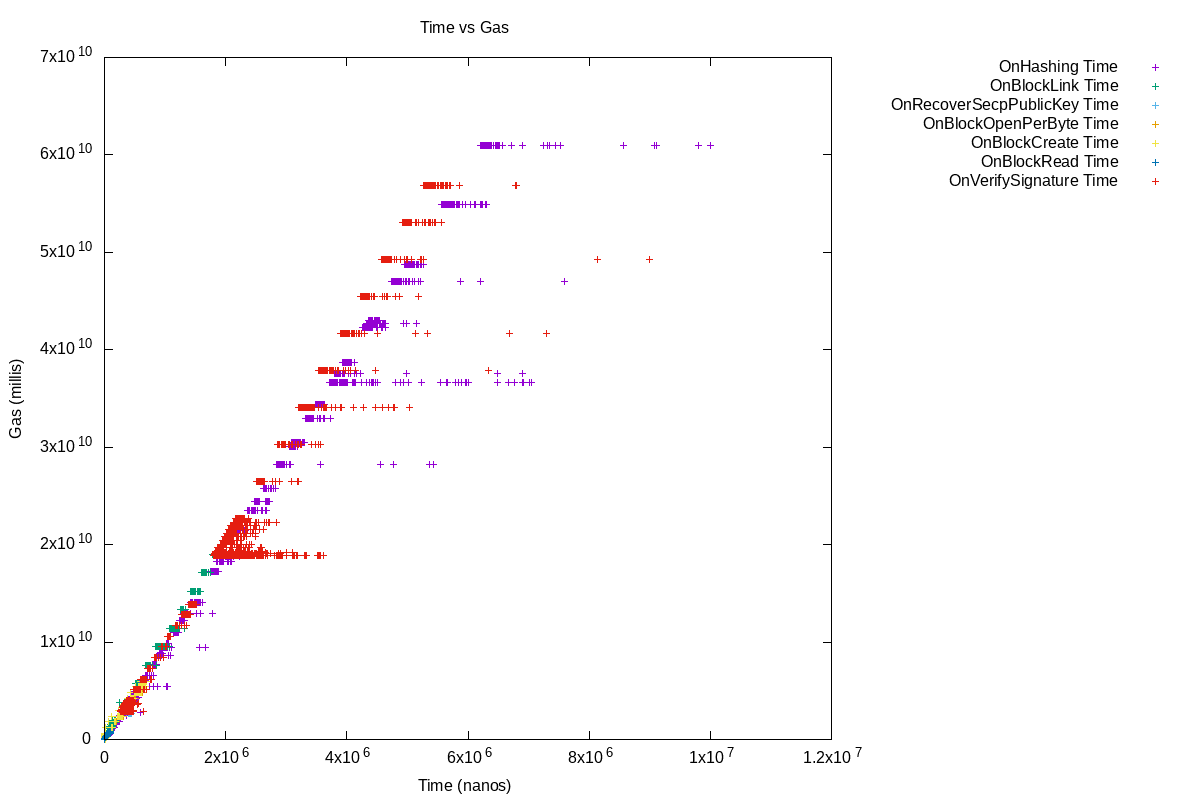 Time vs Gas
7x10^10
6x10^10
5x10^10
4x10^10
3x10^10
2x10^10
1x10^10
0
Gas (millis)
0 2x10^6 4x10^6 6x10^6 8x10^6 1x10^7 1.2x10^7
Time (nanos)
OnHashing Time
OnBlockLink Time
OnRecoverSecpPublicKey Time
OnBlockOpenPerByte Time
OnBlockCreate Time
OnBlockRead Time
OnVerifySignature Time